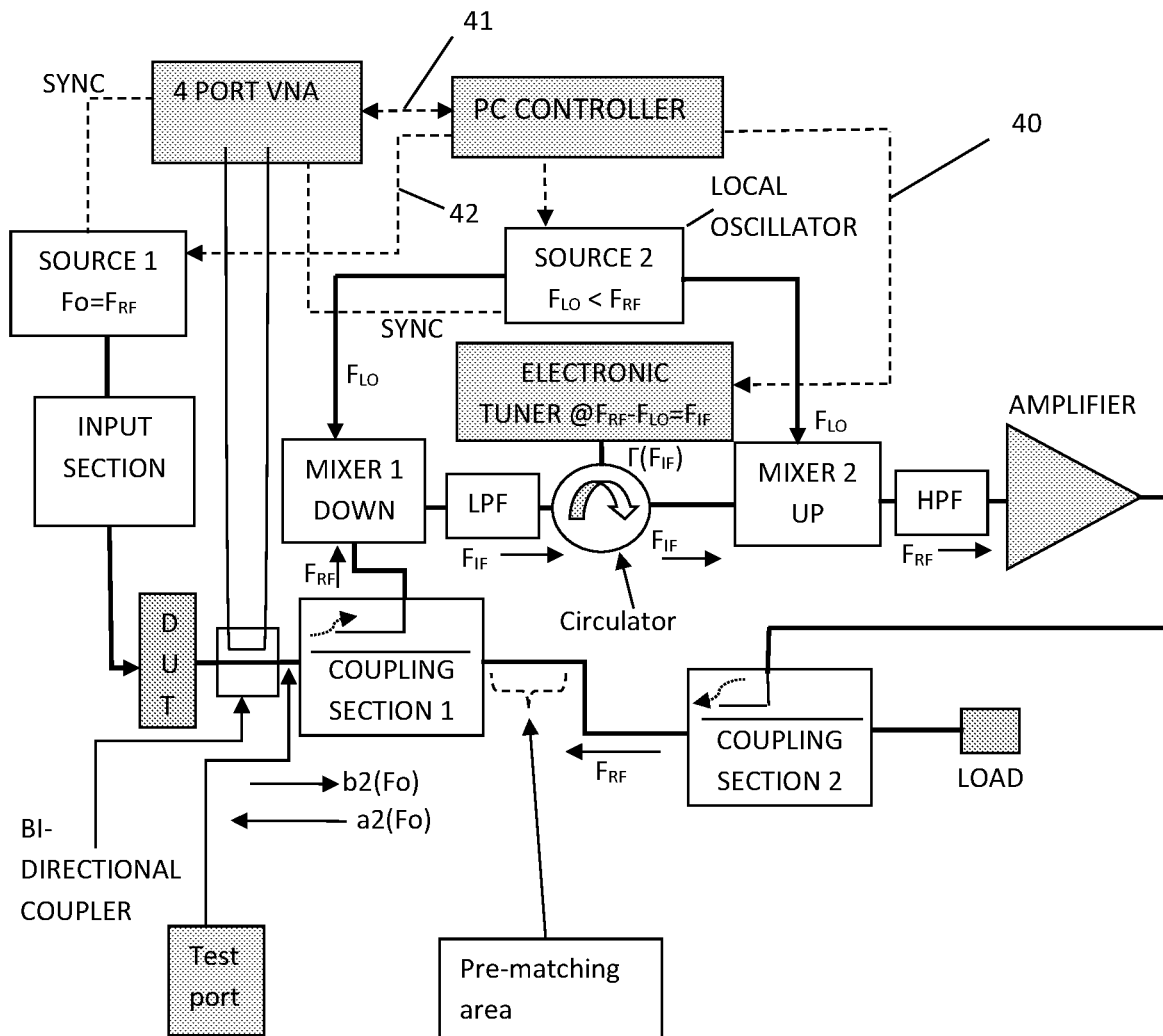 41
SYNC
4 PORT VNA
PC CONTROLLER
40
42
LOCAL
OSCILLATOR
SOURCE 1
Fo=FRF
SOURCE 2
FLO < FRF
SYNC
FLO
ELECTRONIC
TUNER @FRF-FLO=FIF
FLO
AMPLIFIER
INPUT
SECTION
Γ(FIF)
MIXER 1
DOWN
LPF
MIXER 2
UP
HPF
FIF
FIF
FRF
FRF
Circulator
D
U
T
COUPLING
SECTION 1
COUPLING
SECTION 2
FRF
LOAD
b2(Fo)
a2(Fo)
BI-
DIRECTIONAL
COUPLER
Test
port
Pre-matching
area